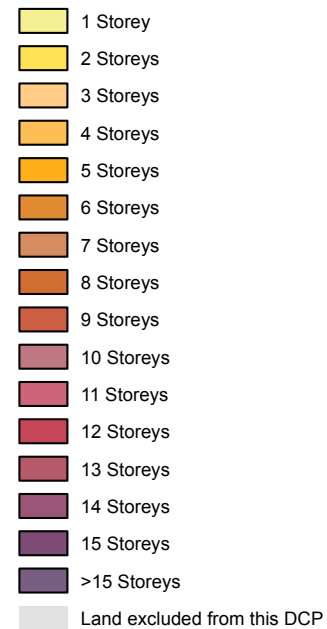 1 Storey
2 Storeys
3 Storeys
4 Storeys
5 Storeys
6 Storeys
7 Storeys
8 Storeys
9 Storeys
10 Storeys
11 Storeys
12 Storeys
13 Storeys
14 Storeys
15 Storeys
>15 Storeys
Land excluded from this DCP